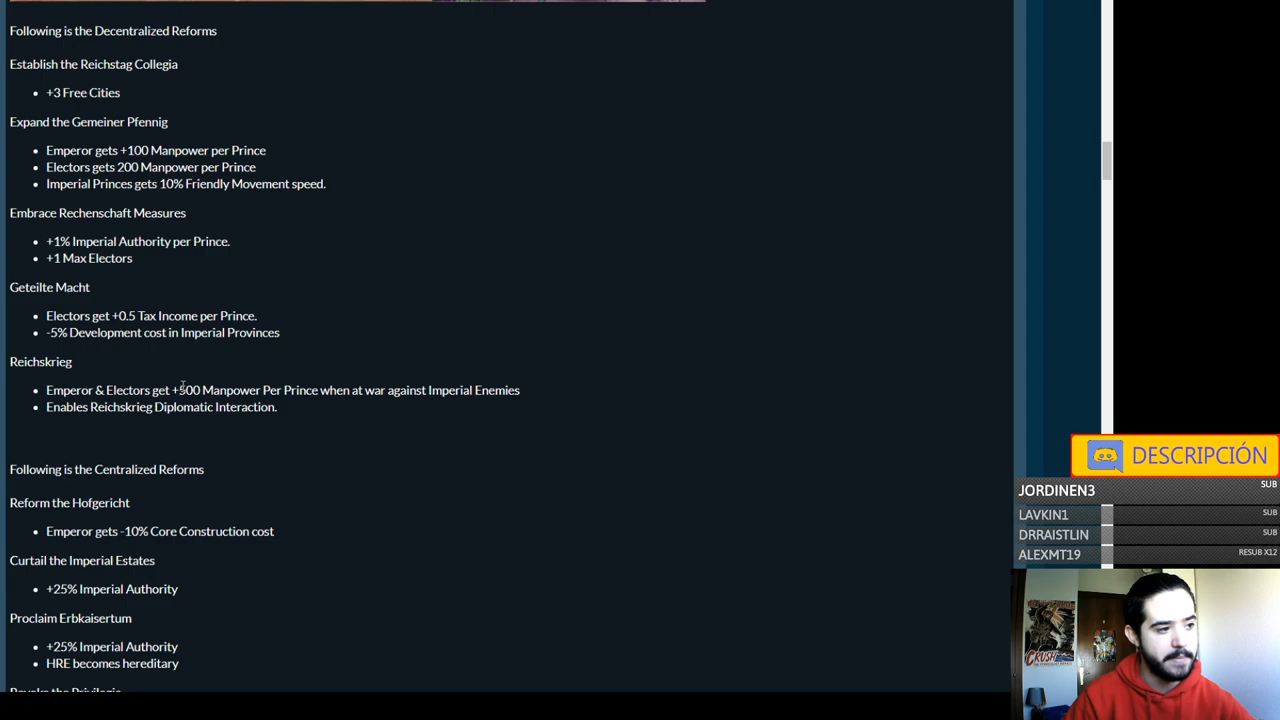 Following is the Decentralized Reforms
Establish the Reichstag Collegia
+3 Free Cities
Expand the Gemeiner Pfennig
Emperor gets +100 Manpower per Prince
Electors gets 200 Manpower per Prince
Imperial Princes gets 10% Friendly Movement speed.
Embrace Rechenschaft Measures
+1% Imperial Authority per Prince.
+1 Max Electors
Geteilte Macht
Electors get +0.5 Tax Income per Prince.
-5% Development cost in Imperial Provinces
Reichskrieg
Emperor & Electors get +500 Manpower Per Prince when at war against Imperial Enemies
Enables Reichskrieg Diplomatic Interaction.
Following is the Centralized Reforms
Reform the Hofgericht
Emperor gets -10% Core Construction cost
Curtail the Imperial Estates
+25% Imperial Authority
Proclaim Erbkaisertum
+25% Imperial Authority
HRE becomes hereditary
Revoke the Privilegia
DESCRIPCIÓN
JORDINEN3 SUB
LAVKIN1 SUB
DRRAISTLIN SUB
ALEXMT19 RESUB X12
CRUSH